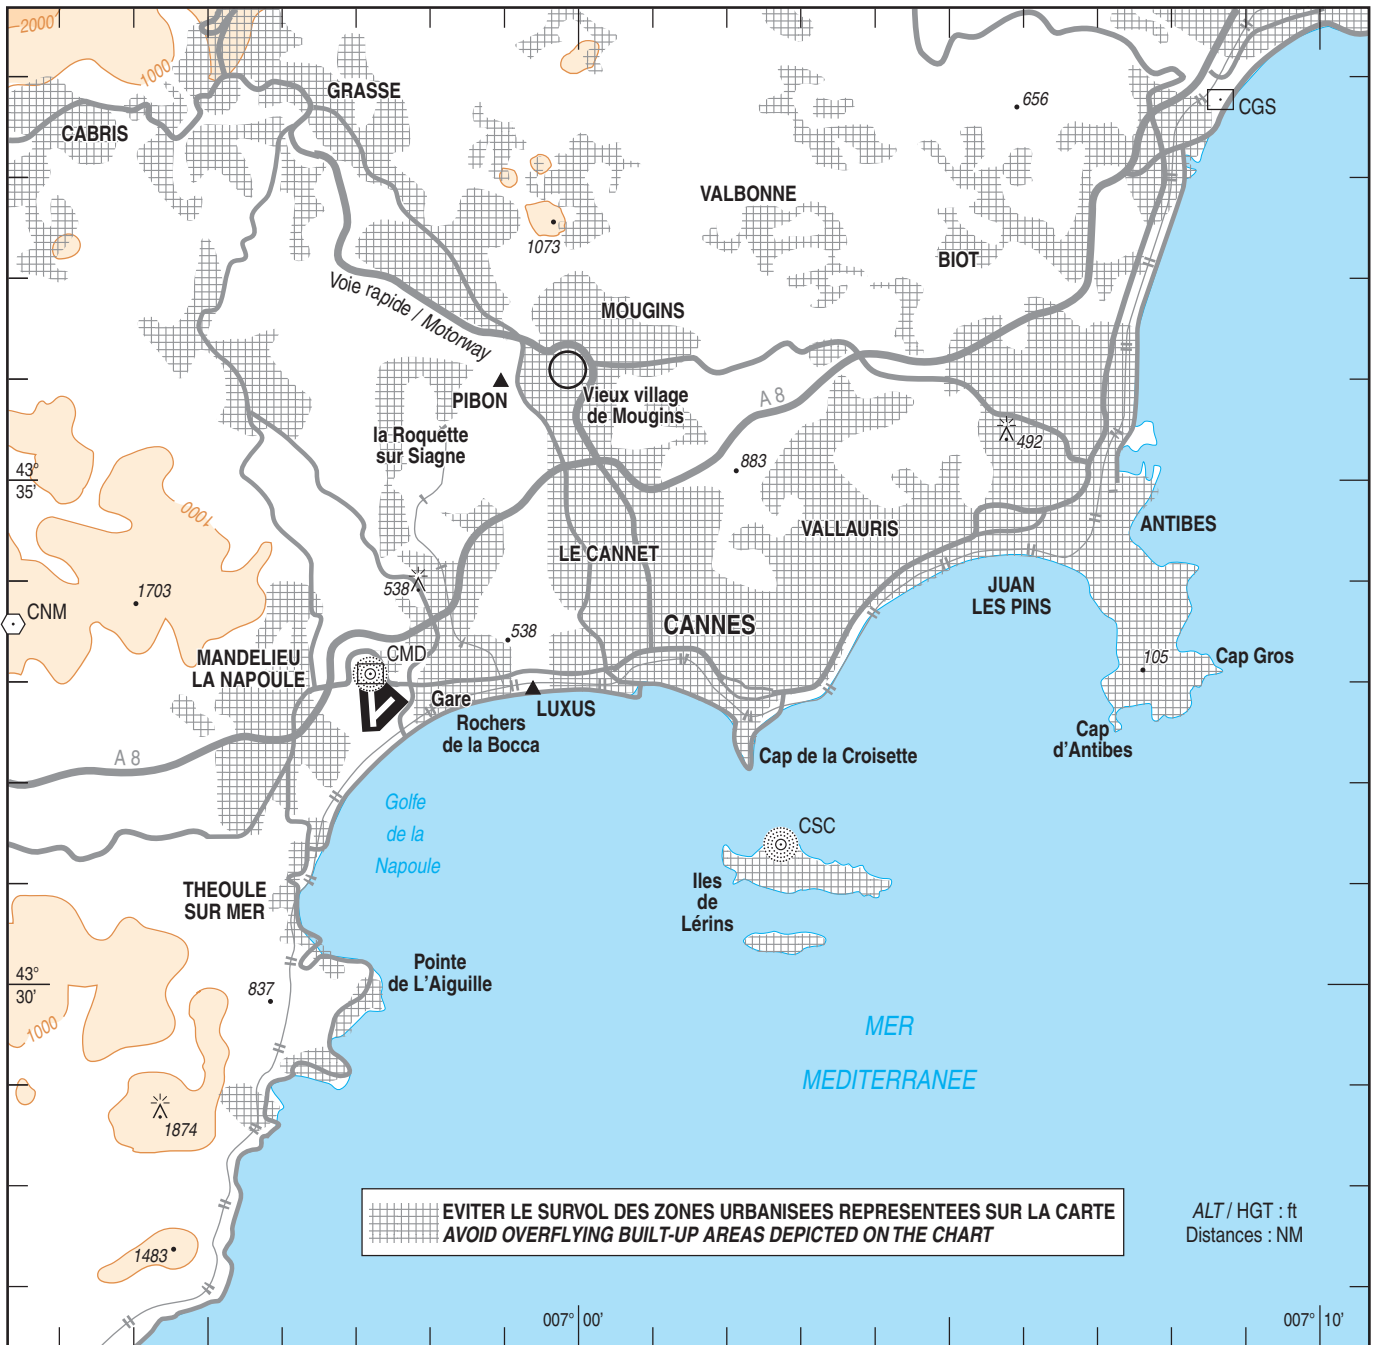 2000'
1000
GRASSE
CABRIS
656
CGS
VALBONNE
1073
BIOT
Voie rapide / Motorway
MOUGINS
PIBON
Vieux village
de Mougins
A 8
la Roquette
sur Siagne
492
883
43°
35'
1000
VALLAURIS
ANTIBES
LE CANNET
538
JUAN
LES PINS
1703
CNM
538
CANNES
CMD
MANDELIEU
LA NAPOULE
105
Cap Gros
Gare
LUXUS
Rochers
de la Bocca
Cap
d'Antibes
A 8
Cap de la Croisette
Golfe
de la
Napoule
CSC
THEOULE
SUR MER
Iles
de
Lérins
Pointe
de L'Aiguille
43°
30'
837
1000
MER
MEDITERRANEE
1874
EVITER LE SURVOL DES ZONES URBANISEES REPRESENTEES SUR LA CARTE
AVOID OVERFLYING BUILT-UP AREAS DEPICTED ON THE CHART
ALT / HGT : ft
Distances : NM
1483
007° 00'
007° 10'